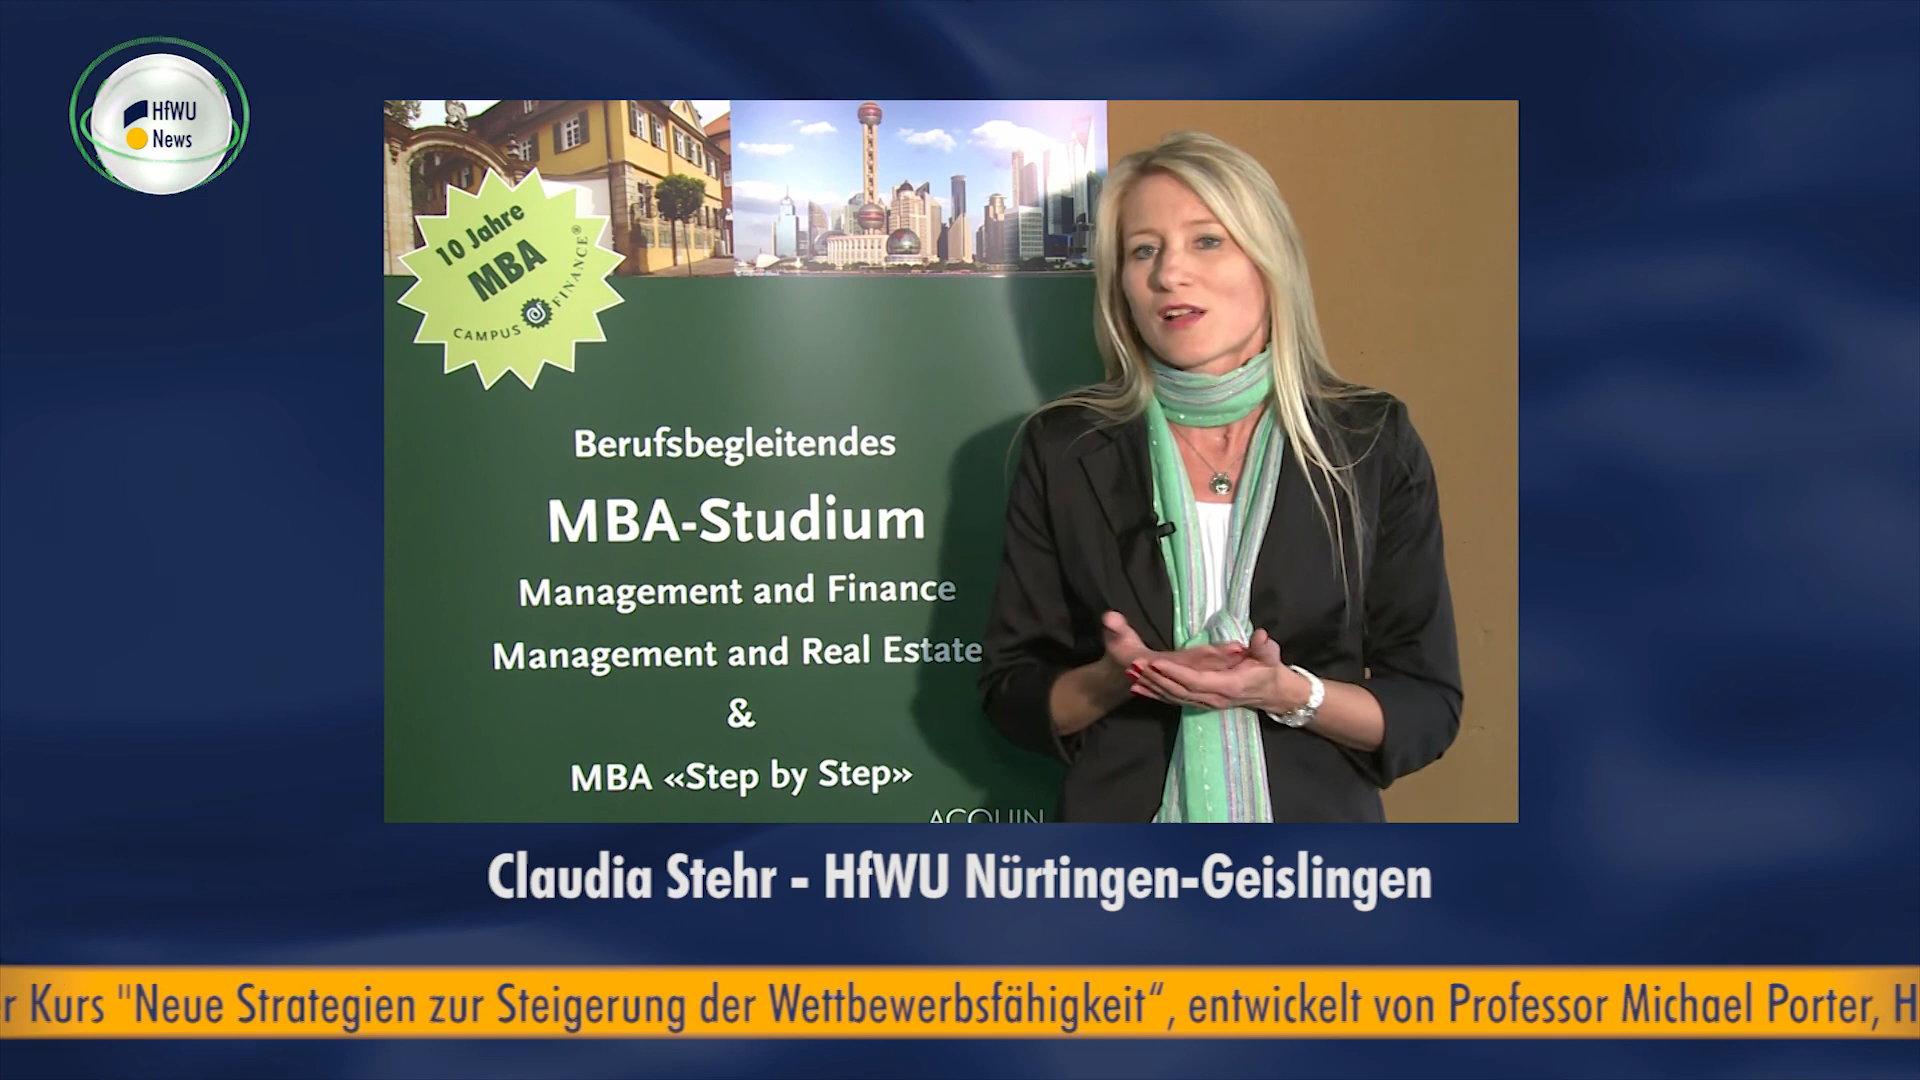 HfWU
News
10 Jahre
MBA
CAMPUS FINANCE®
Berufsbegleitendes
MBA-Studium
Management and Finance
Management and Real Estate
&
MBA «Step by Step»
ACQUIN
Claudia Stehr - HfWU Nürtingen-Geislingen
r Kurs "Neue Strategien zur Steigerung der Wettbewerbsfähigkeit“, entwickelt von Professor Michael Porter, H